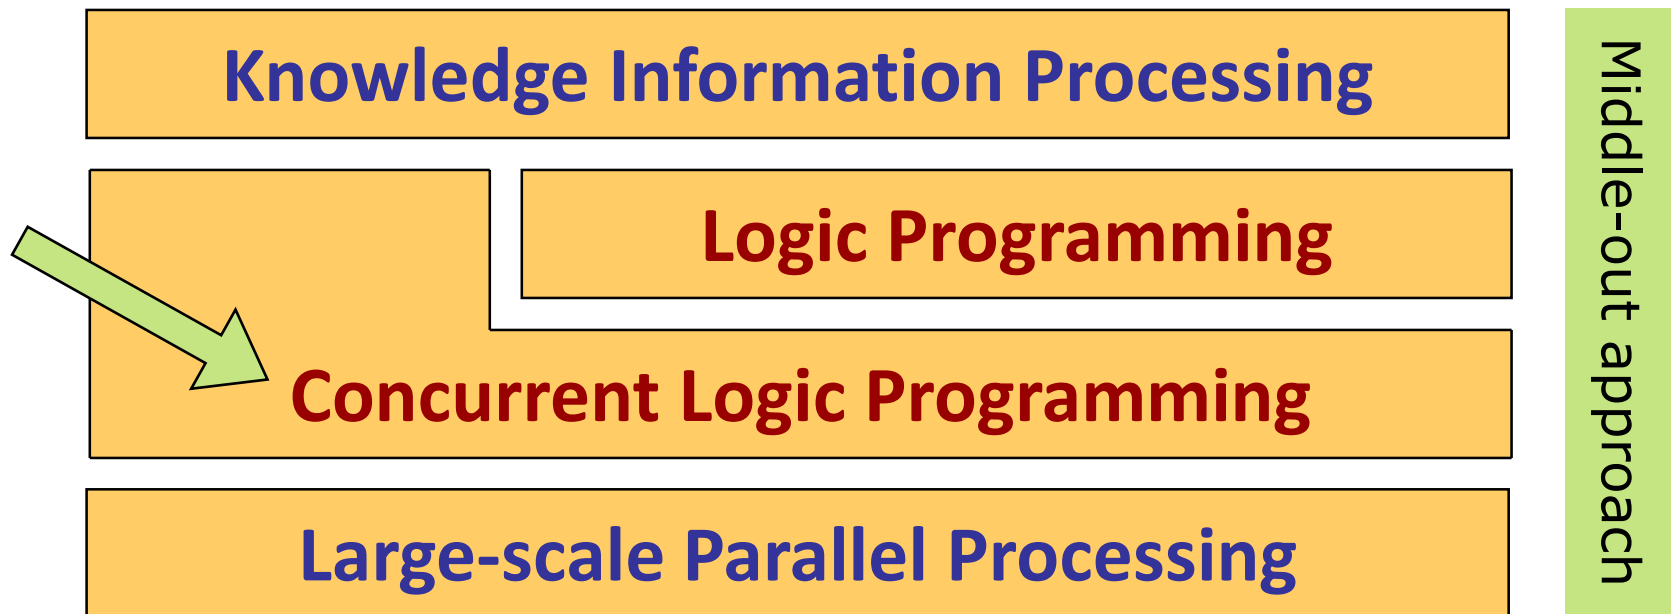 Knowledge Information Processing
Logic Programming
Concurrent Logic Programming
Large-scale Parallel Processing
Middle-out approach